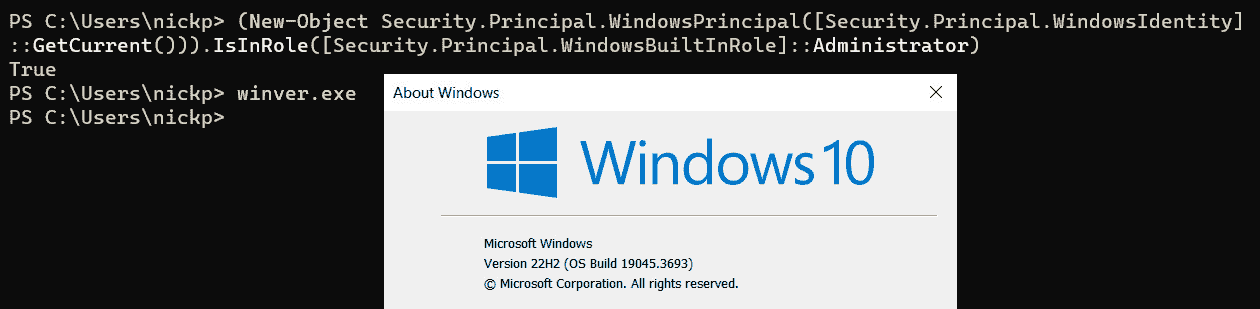 PS C:\Users\nickp> (New-Object Security.Principal.WindowsPrincipal([Security.Principal.WindowsIdentity]
::GetCurrent())).IsInRole([Security.Principal.WindowsBuiltInRole]::Administrator)
True
PS C:\Users\nickp> winver.exe
PS C:\Users\nickp>
About Windows
Windows 10
Microsoft Windows
Version 22H2 (OS Build 19045.3693)
© Microsoft Corporation. All rights reserved.